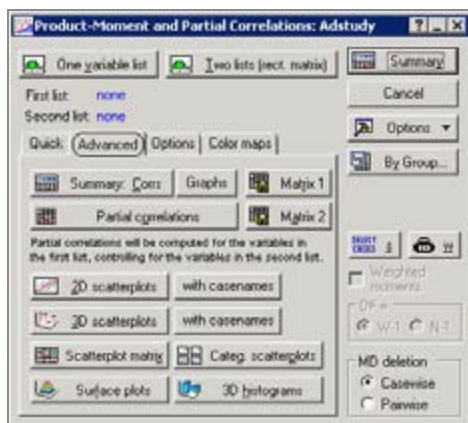 Product-Moment and Partial Correlations: Adstudy
One variable list
Two lists (rect. matrix)
Summary
First list: none
Second list: none
Cancel
Options
Quick
Advanced
Options
Color maps
By Group...
Summary: Corrs
Graphs
Matrix 1
Partial correlations
Matrix 2
Partial correlations will be computed for the variables in
the first list, controlling for the variables in the second list.
SELECT CASES S
W
Weighted
moments
DF =
W-1
N-1
2D scatterplots
with casenames
3D scatterplots
with casenames
Scatterplot matrix
Categ. scatterplots
Surface plots
3D histograms
MD deletion
Casewise
Pairwise